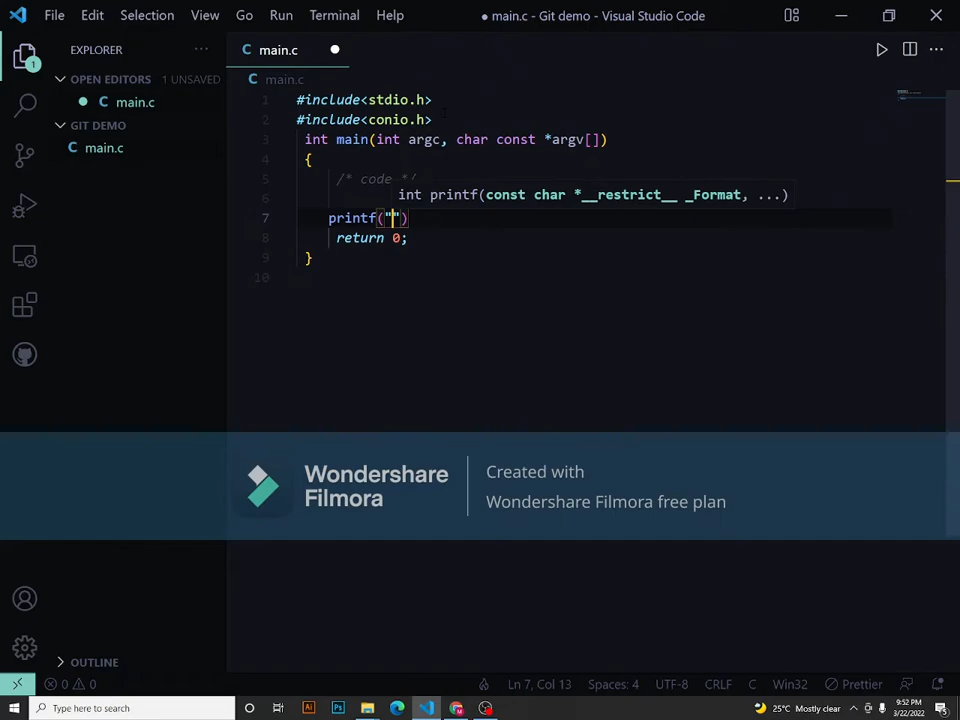 File Edit Selection View Go Run Terminal Help ● main.c - Git demo - Visual Studio Code
EXPLORER ...
C main.c
OPEN EDITORS 1 UNSAVED
C main.c
C main.c
GIT DEMO
C main.c
1 #include<stdio.h>
2 #include<conio.h>
3 int main(int argc, char const *argv[])
4 {
5 /* code */
6
int printf(const char *__restrict__ _Format, ...)
7 printf("")
8 return 0;
9 }
10
1
Wondershare
Filmora
Created with
Wondershare Filmora free plan
OUTLINE
0 0 Ln 7, Col 13 Spaces: 4 UTF-8 CRLF C Win32 Prettier
Type here to search
Ai Ps
25°C Mostly clear
9:52 PM
3/22/2022